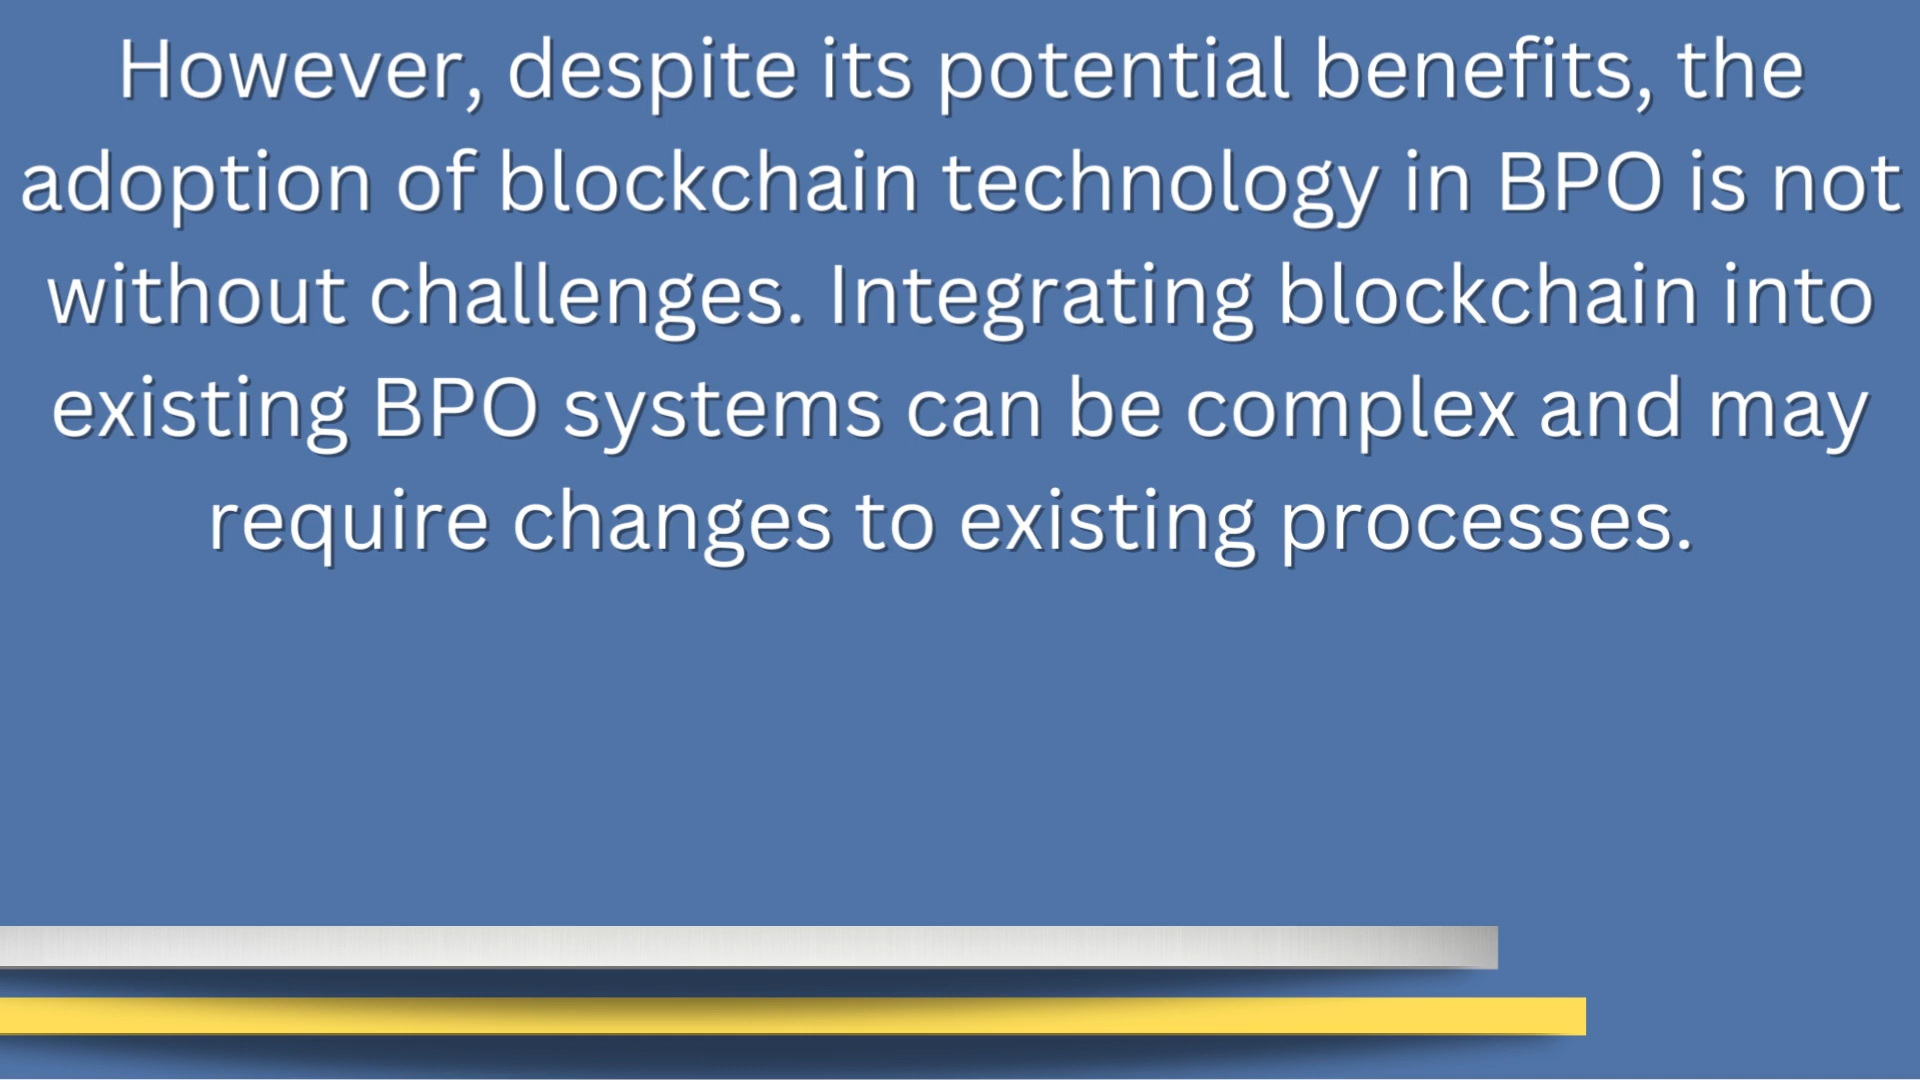 However, despite its potential benefits, the
adoption of blockchain technology in BPO is not
without challenges. Integrating blockchain into
existing BPO systems can be complex and may
require changes to existing processes.